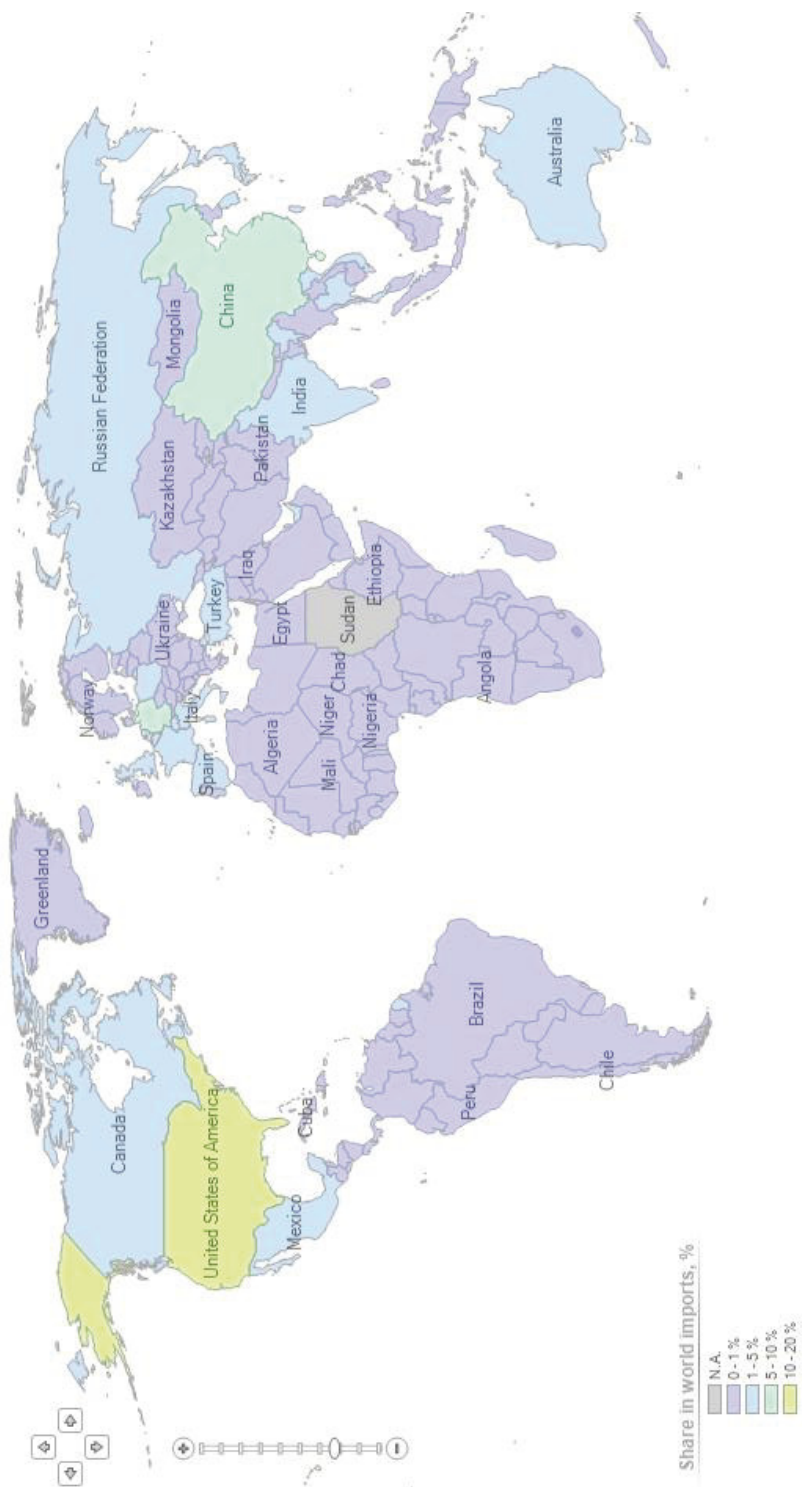 Greenland
Russian Federation
Norway
Canada
Ukraine
Kazakhstan
Mongolia
Italy
Spain
Turkey
China
United States of America
Iraq
Pakistan
Algeria
Egypt
India
Cuba
Mexico
Mali
Niger
Chad
Sudan
Nigeria
Ethiopia
Peru
Brazil
Angola
Australia
Chile
Share in world imports, %
N.A.
0 - 1 %
1 - 5 %
5 - 10 %
10 - 20 %